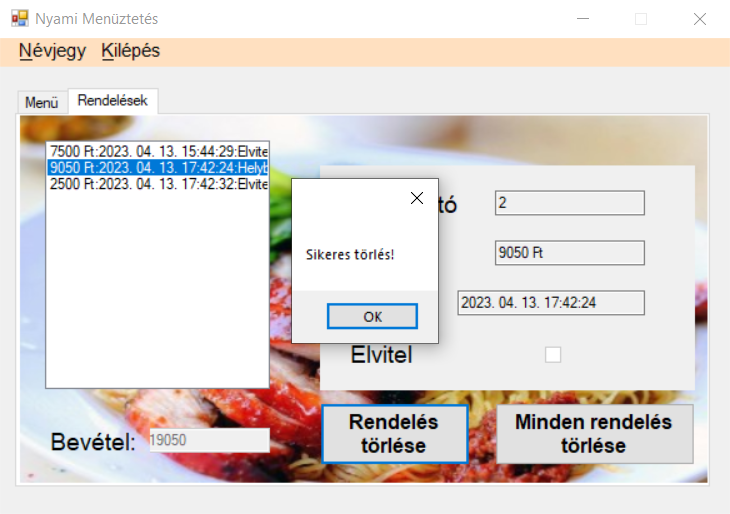 Nyami Menüztetés
Névjegy Kilépés
Menü Rendelések
7500 Ft:2023. 04. 13. 15:44:29:Elvite
9050 Ft:2023. 04. 13. 17:42:24:Helyb
2500 Ft:2023. 04. 13. 17:42:32:Elvite
tó 2
Sikeres törlés!
9050 Ft
OK
2023. 04. 13. 17:42:24
Elvitel
Rendelés
törlése
Minden rendelés
törlése
Bevétel: 19050